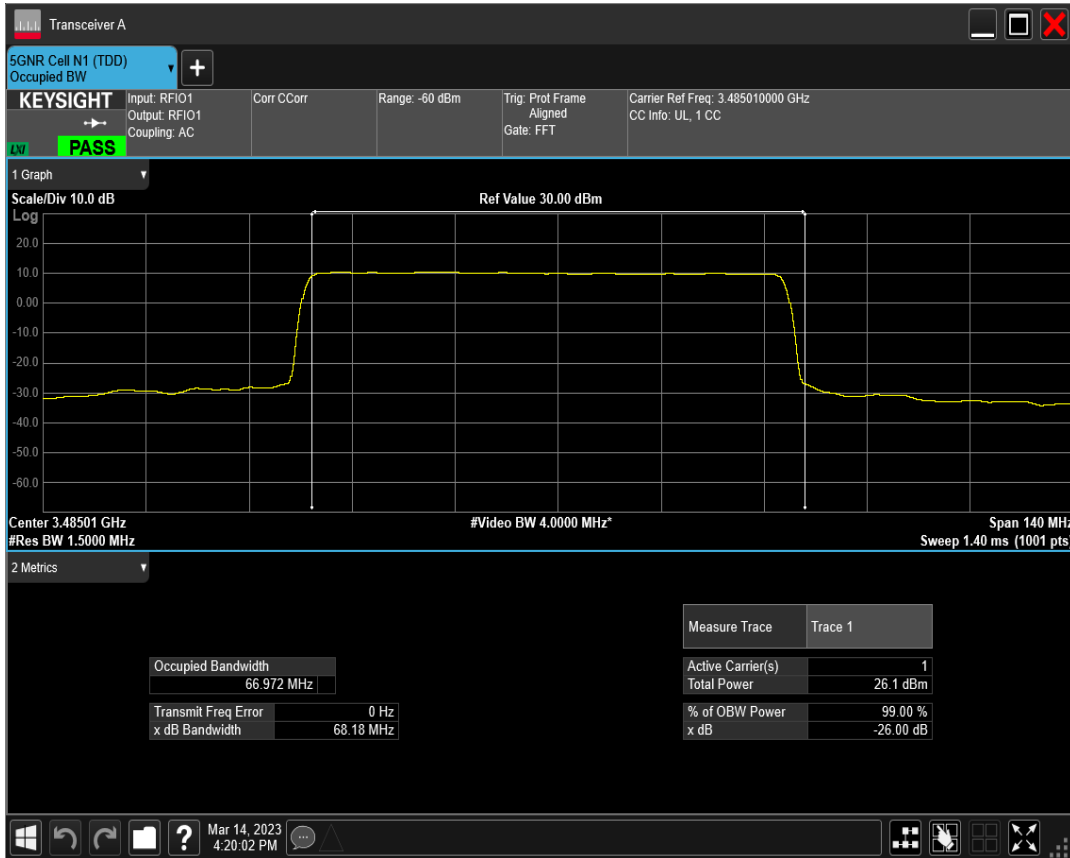 Transceiver A
5GNR Cell N1 (TDD)
Occupied BW
+
KEYSIGHT
LXI
PASS
Input: RFIO1
Output: RFIO1
Coupling: AC
Corr CCorr
Range: -60 dBm
Trig: Prot Frame
Aligned
Gate: FFT
Carrier Ref Freq: 3.485010000 GHz
CC Info: UL, 1 CC
1 Graph
Scale/Div 10.0 dB
Ref Value 30.00 dBm
Log
20.0
10.0
0.00
-10.0
-20.0
-30.0
-40.0
-50.0
-60.0
Center 3.48501 GHz
#Video BW 4.0000 MHz*
Span 140 MHz
#Res BW 1.5000 MHz
Sweep 1.40 ms (1001 pts)
2 Metrics
Measure Trace Trace 1
Occupied Bandwidth
66.972 MHz
Active Carrier(s) 1
Total Power 26.1 dBm
Transmit Freq Error 0 Hz
x dB Bandwidth 68.18 MHz
% of OBW Power 99.00 %
x dB -26.00 dB
?
Mar 14, 2023
4:20:02 PM